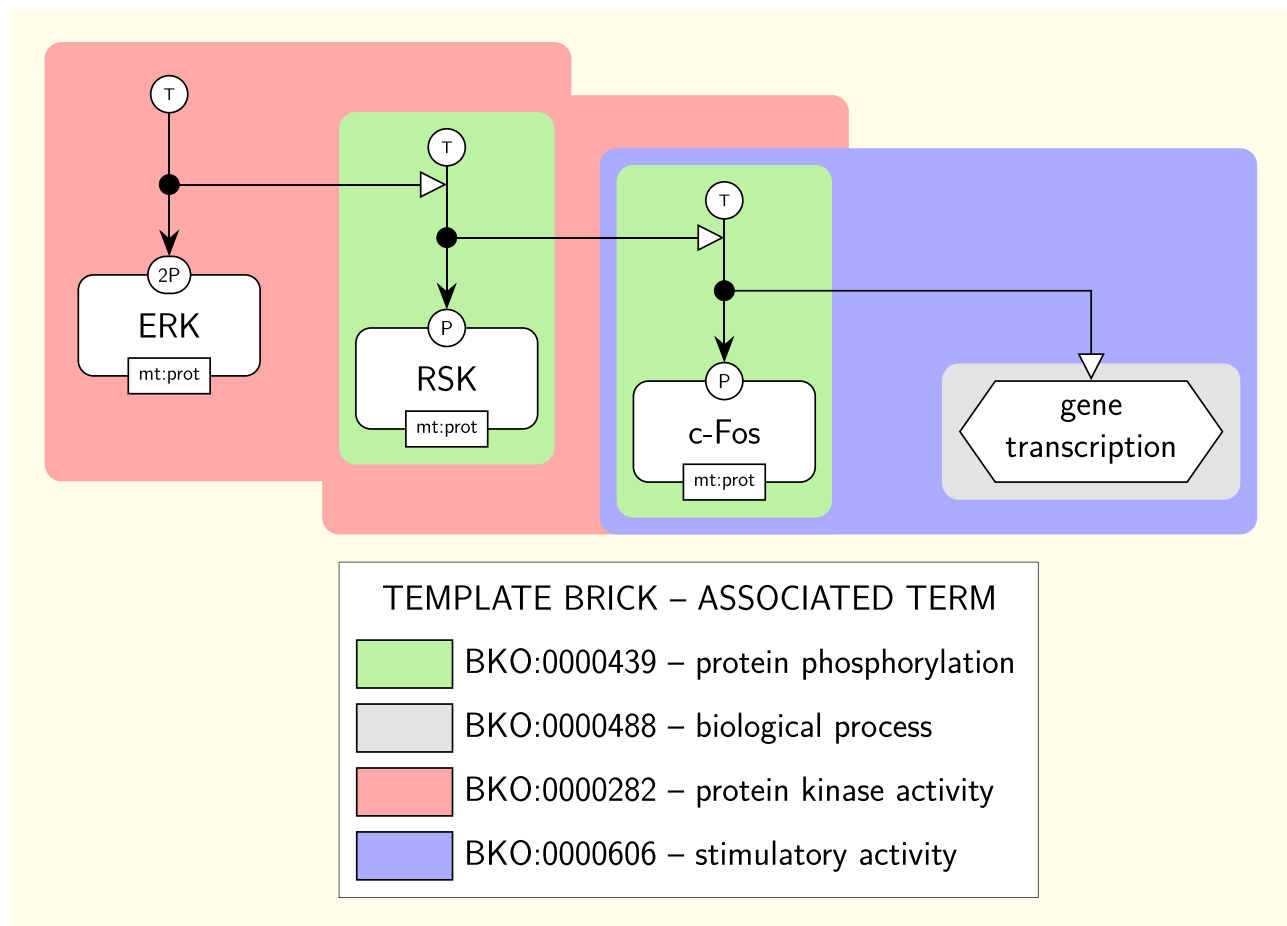 T
T
T
2P
ERK
mt:prot
P
RSK
mt:prot
P
c-Fos
mt:prot
gene
transcription
TEMPLATE BRICK – ASSOCIATED TERM
BKO:0000439 – protein phosphorylation
BKO:0000488 – biological process
BKO:0000282 – protein kinase activity
BKO:0000606 – stimulatory activity